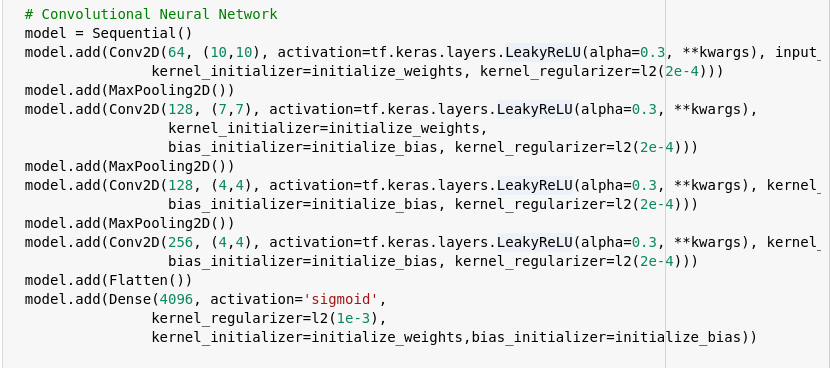 # Convolutional Neural Network
model = Sequential()
model.add(Conv2D(64, (10,10), activation=tf.keras.layers.LeakyReLU(alpha=0.3, **kwargs), input_
kernel_initializer=initialize_weights, kernel_regularizer=l2(2e-4)))
model.add(MaxPooling2D())
model.add(Conv2D(128, (7,7), activation=tf.keras.layers.LeakyReLU(alpha=0.3, **kwargs),
kernel_initializer=initialize_weights,
bias_initializer=initialize_bias, kernel_regularizer=l2(2e-4)))
model.add(MaxPooling2D())
model.add(Conv2D(128, (4,4), activation=tf.keras.layers.LeakyReLU(alpha=0.3, **kwargs), kernel_
bias_initializer=initialize_bias, kernel_regularizer=l2(2e-4)))
model.add(MaxPooling2D())
model.add(Conv2D(256, (4,4), activation=tf.keras.layers.LeakyReLU(alpha=0.3, **kwargs), kernel_
bias_initializer=initialize_bias, kernel_regularizer=l2(2e-4)))
model.add(Flatten())
model.add(Dense(4096, activation='sigmoid',
kernel_regularizer=l2(1e-3),
kernel_initializer=initialize_weights,bias_initializer=initialize_bias))